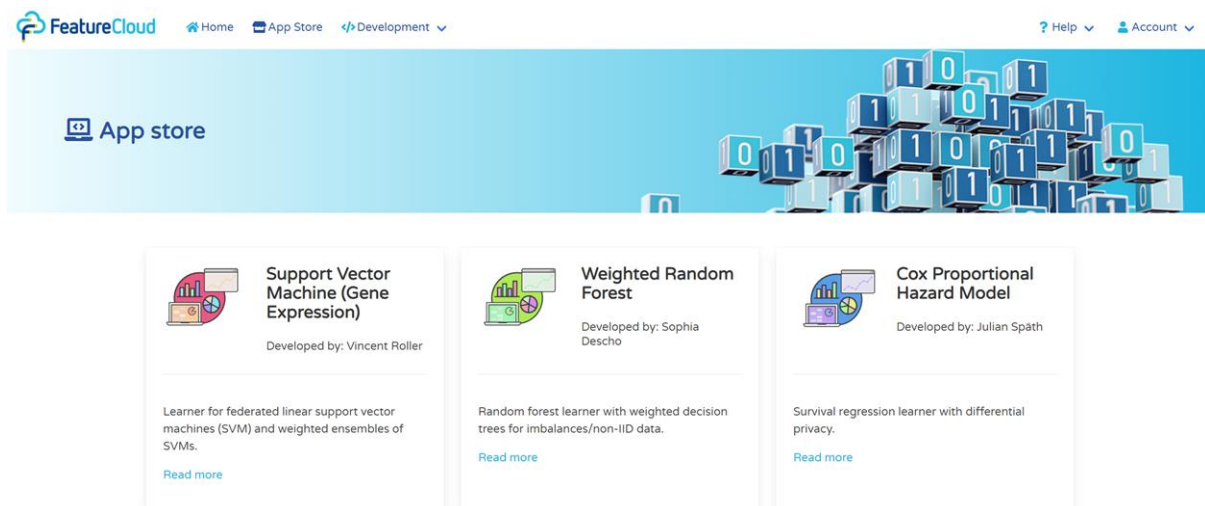 FeatureCloud Home App Store Development Help Account
App store
Support Vector
Machine (Gene
Expression)
Developed by: Vincent Roller
Learner for federated linear support vector
machines (SVM) and weighted ensembles of
SVMs.
Read more
Weighted Random
Forest
Developed by: Sophia
Descho
Random forest learner with weighted decision
trees for imbalances/non-IID data.
Read more
Cox Proportional
Hazard Model
Developed by: Julian Späth
Survival regression learner with differential
privacy.
Read more